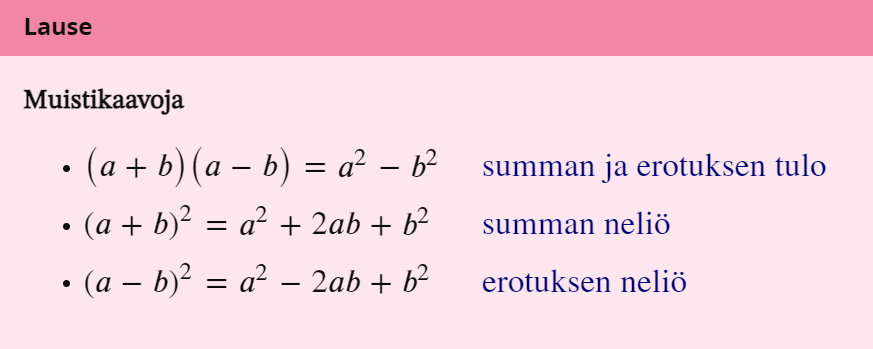 Lause
Muistikaavoja
• (a + b)(a − b) = a² − b² summan ja erotuksen tulo
• (a + b)² = a² + 2ab + b² summan neliö
• (a − b)² = a² − 2ab + b² erotuksen neliö